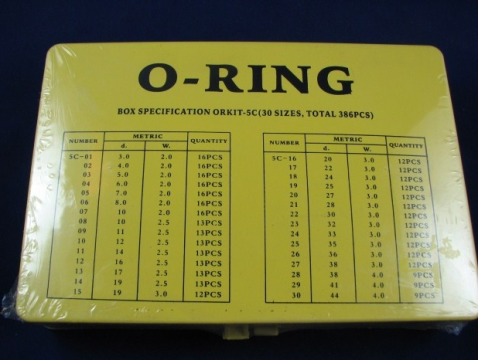 O-RING
BOX SPECIFICATION ORKIT-5C(30 SIZES, TOTAL 386PCS)
NUMBER METRIC QUANTITY
d. W.
5C-01 3.0 2.0 16PCS
02 4.0 2.0 16PCS
03 5.0 2.0 16PCS
04 6.0 2.0 16PCS
05 7.0 2.0 16PCS
06 8.0 2.0 16PCS
07 10 2.0 16PCS
08 10 2.5 13PCS
09 11 2.5 13PCS
10 12 2.5 13PCS
11 14 2.5 13PCS
12 16 2.5 13PCS
13 17 2.5 13PCS
14 19 2.5 13PCS
15 19 3.0 12PCS
NUMBER METRIC QUANTITY
d. W.
5C-16 20 3.0 12PCS
17 22 3.0 12PCS
18 24 3.0 12PCS
19 25 3.0 12PCS
20 27 3.0 12PCS
21 28 3.0 12PCS
22 30 3.0 12PCS
23 32 3.0 12PCS
24 33 3.0 12PCS
25 35 3.0 12PCS
26 36 3.0 12PCS
27 38 3.0 12PCS
28 38 4.0 9PCS
29 41 4.0 9PCS
30 44 4.0 9PCS